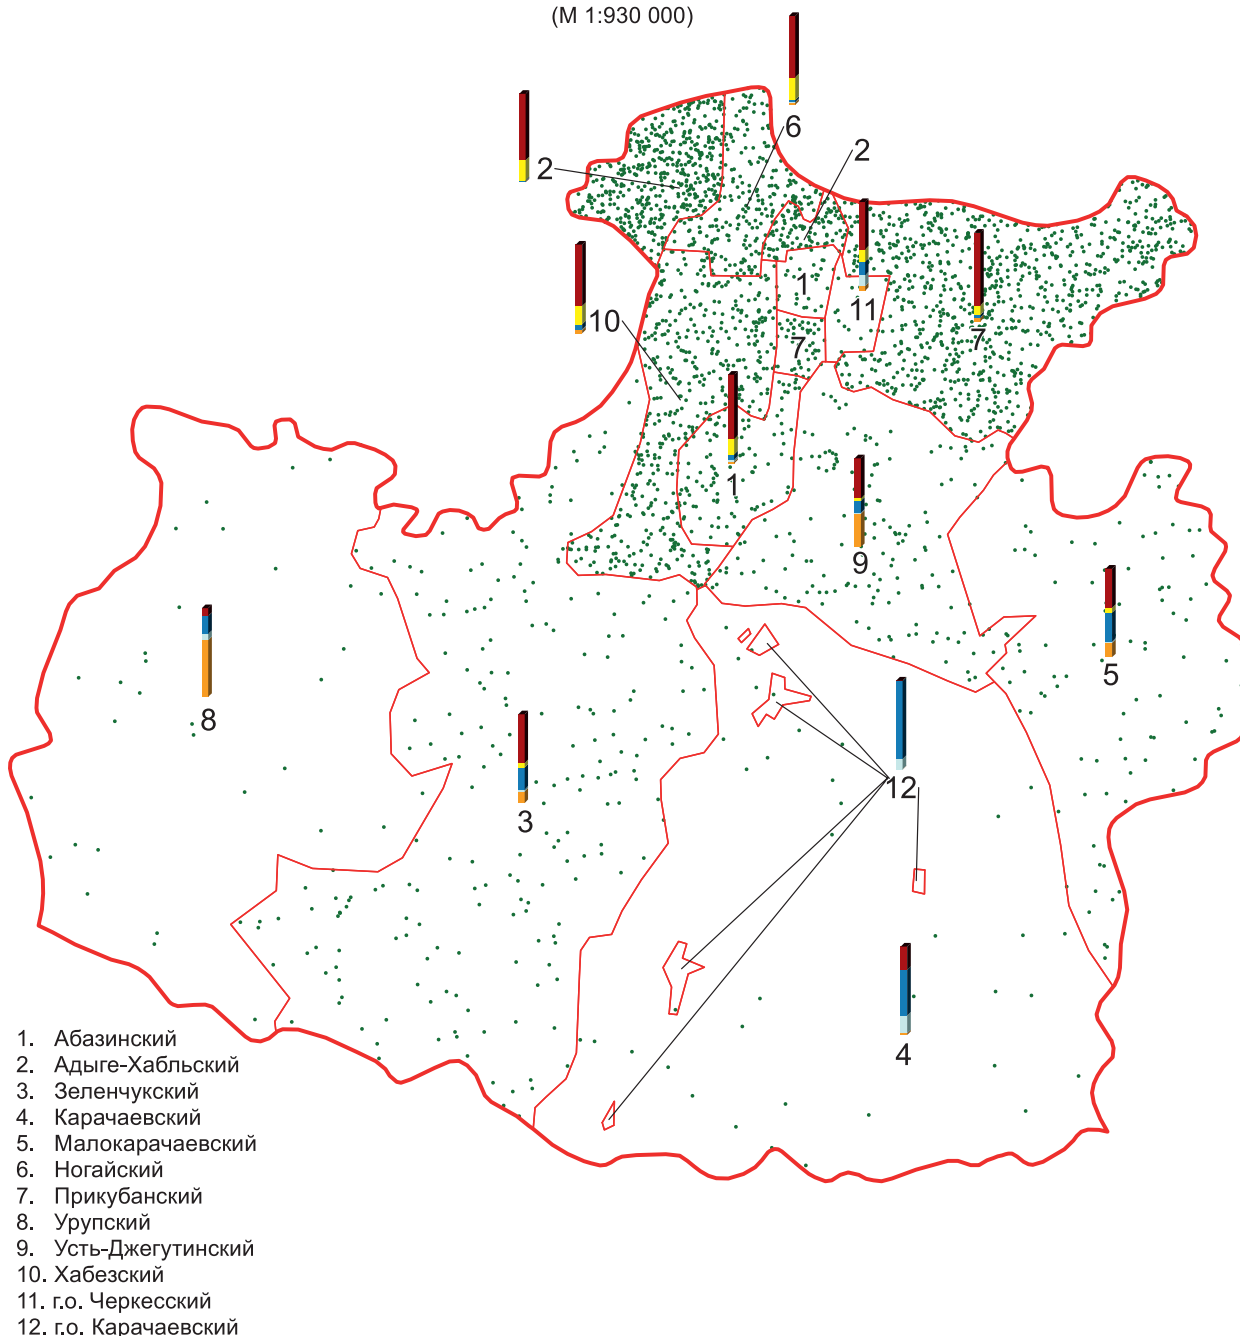 (М 1:930 000)
6
2
2
1
11
10
7
7
1
9
5
8
12
3
4
1. Абазинский
2. Адыге-Хабльский
3. Зеленчукский
4. Карачаевский
5. Малокарачаевский
6. Ногайский
7. Прикубанский
8. Урупский
9. Усть-Джегутинский
10. Хабезский
11. г.о. Черкесский
12. г.о. Карачаевский